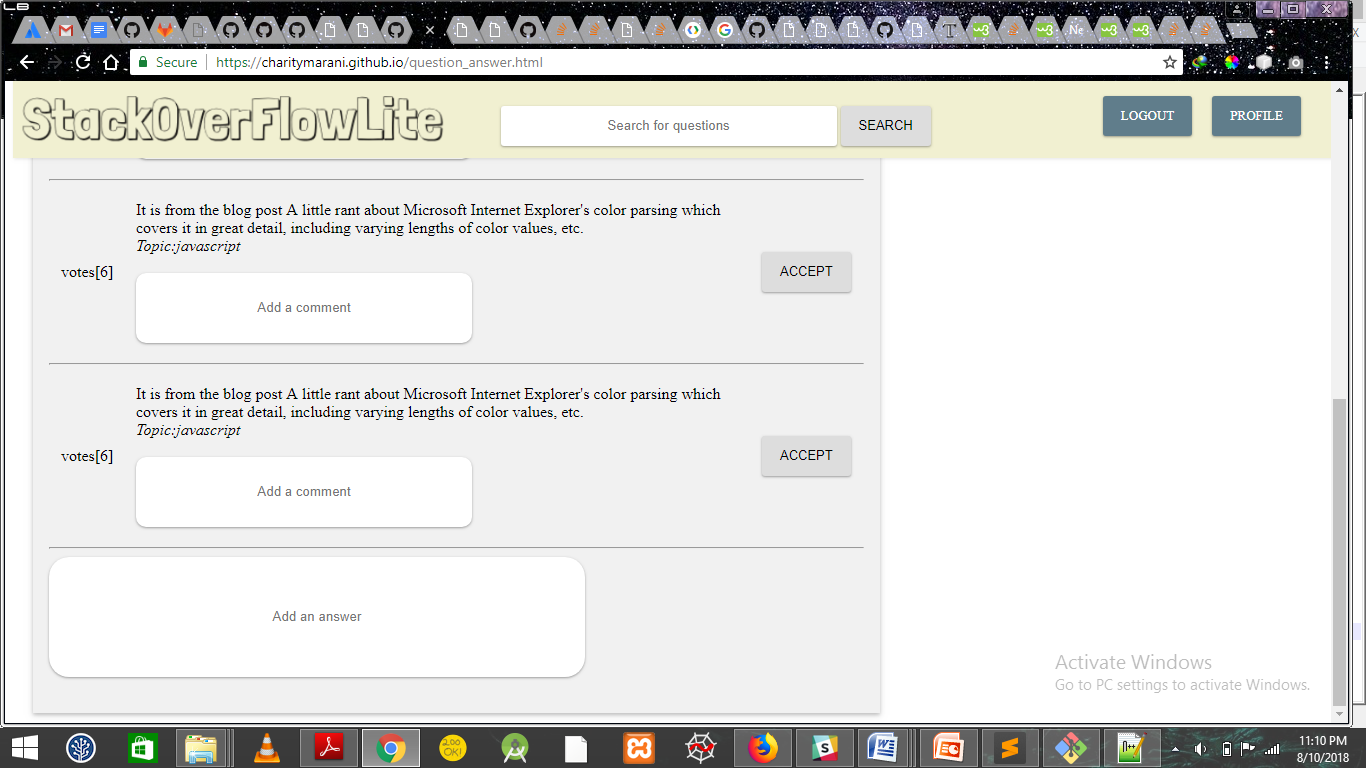 Secure
https://charitymarani.github.io/question_answer.html
StackOverFlowLite
Search for questions
SEARCH
LOGOUT
PROFILE
It is from the blog post A little rant about Microsoft Internet Explorer's color parsing which
covers it in great detail, including varying lengths of color values, etc.
Topic:javascript
votes[6]
ACCEPT
Add a comment
It is from the blog post A little rant about Microsoft Internet Explorer's color parsing which
covers it in great detail, including varying lengths of color values, etc.
Topic:javascript
votes[6]
ACCEPT
Add a comment
Add an answer
Activate Windows
Go to PC settings to activate Windows.
200
OK!
11:10 PM
8/10/2018